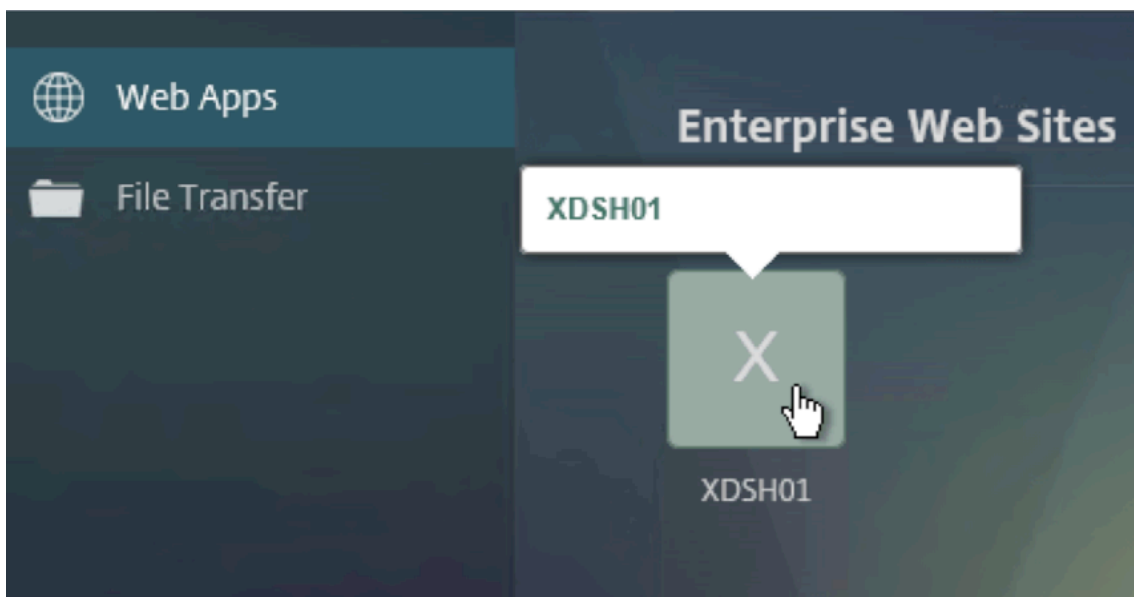 Web Apps
File Transfer
Enterprise Web Sites
XDSH01
X
XDSH01